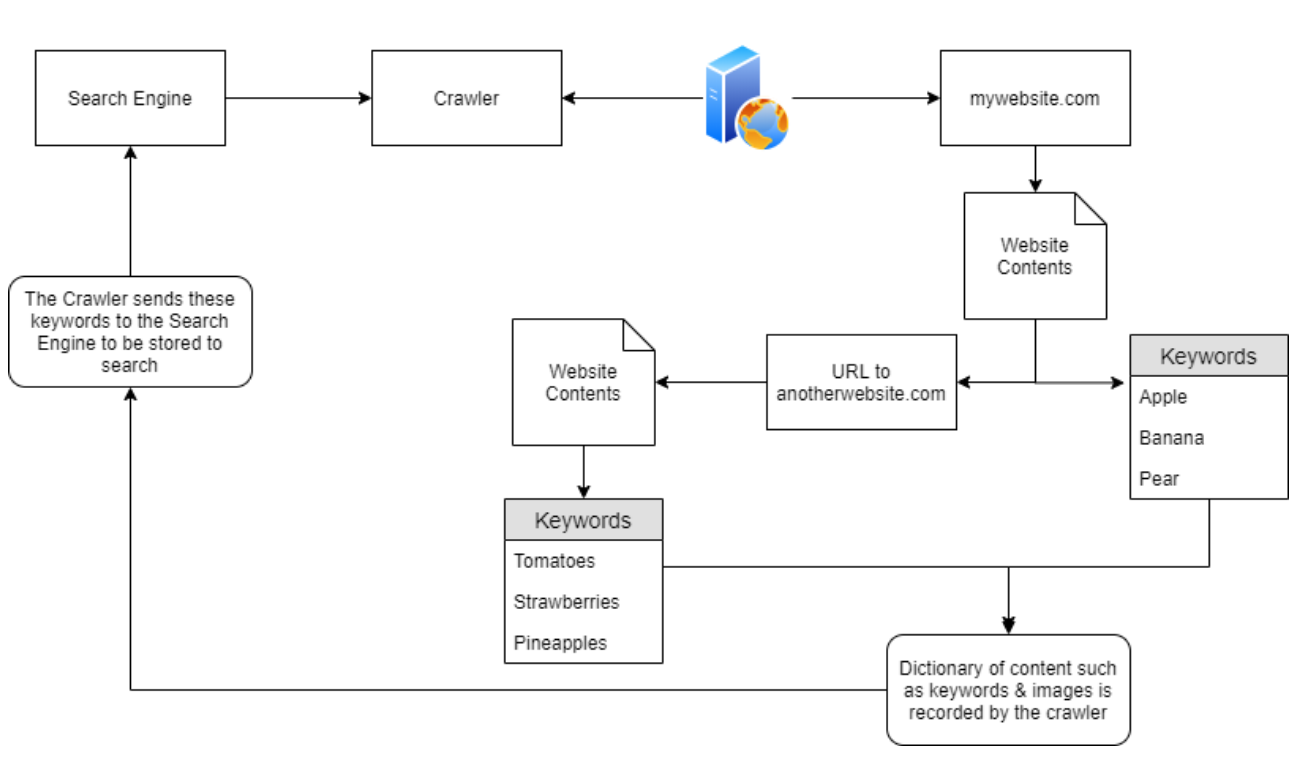 Search Engine
Crawler
mywebsite.com
Website
Contents
The Crawler sends these
keywords to the Search
Engine to be stored to
search
Website
Contents
URL to
anotherwebsite.com
Keywords
Apple
Banana
Pear
Keywords
Tomatoes
Strawberries
Pineapples
Dictionary of content such
as keywords & images is
recorded by the crawler